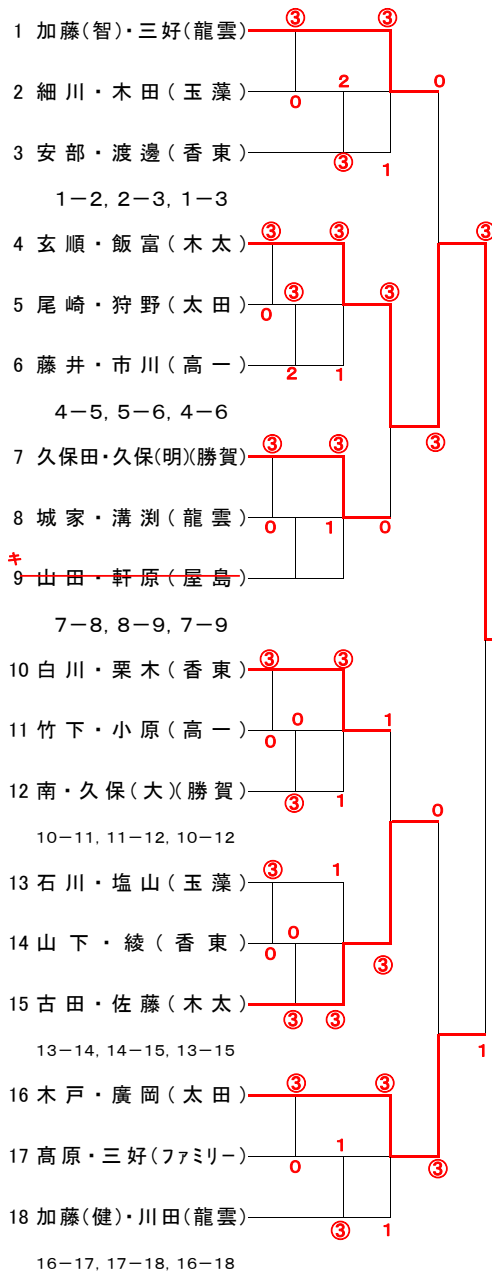 ③ ③
1 加藤(智)・三好(龍雲)
2 0
2 細川・木田(玉藻)
0
3 安部・渡邊(香東)
③ 1
1−2, 2−3, 1−3
③ ③ ③
4 玄順・飯富(木太)
③ ③
5 尾崎・狩野(太田)
0
6 藤井・市川(高一)
2 1
4−5, 5−6, 4−6
③ ③ ③
7 久保田・久保(明)(勝賀)
8 城家・溝渕(龍雲)
0 1 0
キ
9 山田・軒原(屋島)
7−8, 8−9, 7−9
③ ③
10 白川・栗木(香東)
0 1
11 竹下・小原(高一)
0
12 南・久保(大)(勝賀)
③ 1
0
10−11, 11−12, 10−12
③ 1
13 石川・塩山(玉藻)
0
14 山下・綾(香東)
0 ③
15 古田・佐藤(木太)
③ ③
13−14, 14−15, 13−15
1
③ ③
16 木戸・廣岡(太田)
1
17 髙原・三好(ファミリー)
0 ③
18 加藤(健)・川田(龍雲)
③ 1
16−17, 17−18, 16−18